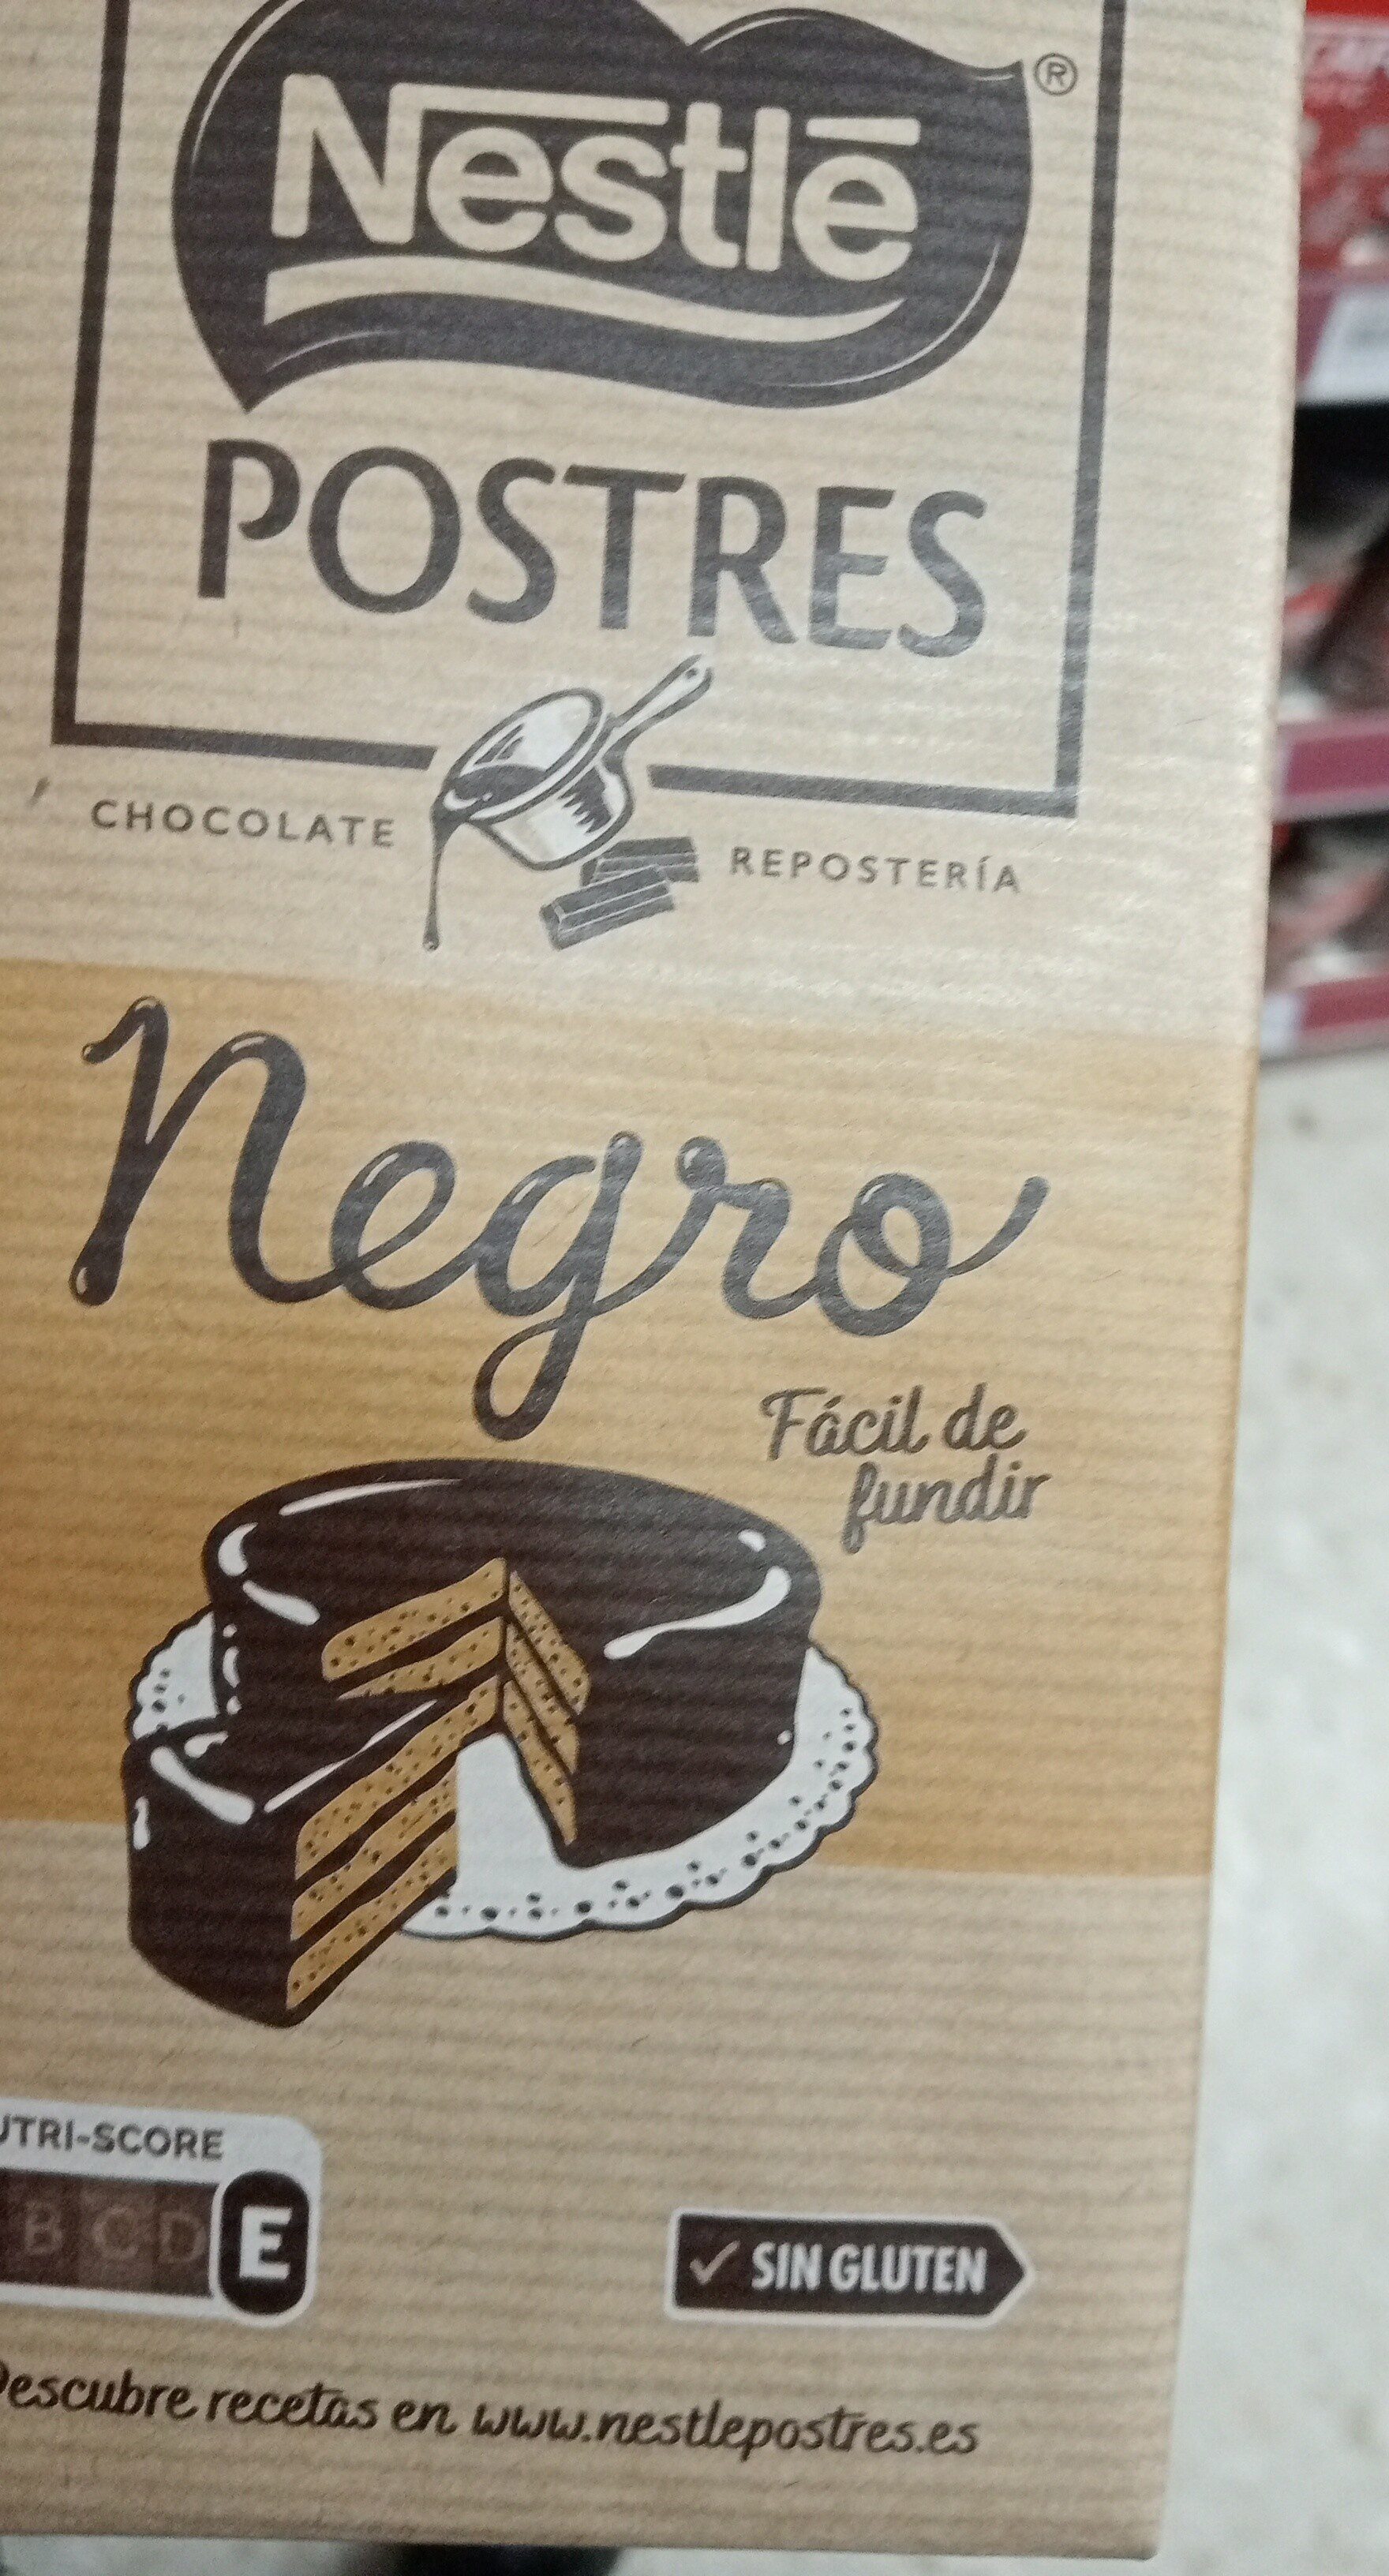 Nestlé
®
POSTRES
CHOCOLATE REPOSTERÍA
Negro
Fácil de
fundir
UTRI-SCORE
B C D E
SIN GLUTEN
Descubre recetas en www.nestlepostres.es